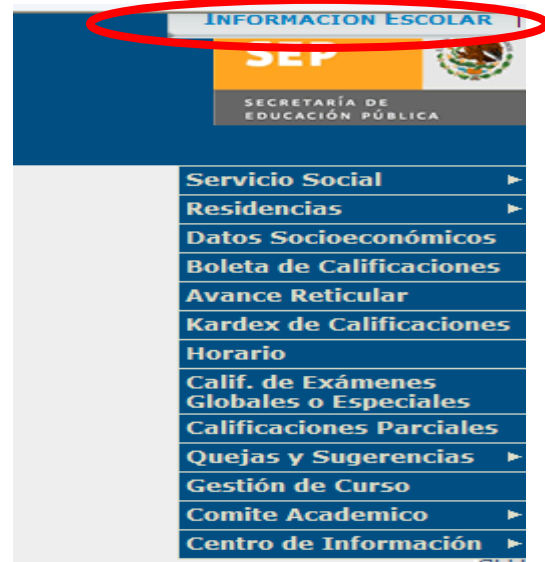 INFORMACION ESCOLAR
SEP
SECRETARÍA DE
EDUCACIÓN PÚBLICA
Servicio Social
Residencias
Datos Socioeconómicos
Boleta de Calificaciones
Avance Reticular
Kardex de Calificaciones
Horario
Calif. de Exámenes
Globales o Especiales
Calificaciones Parciales
Quejas y Sugerencias
Gestión de Curso
Comite Academico
Centro de Información